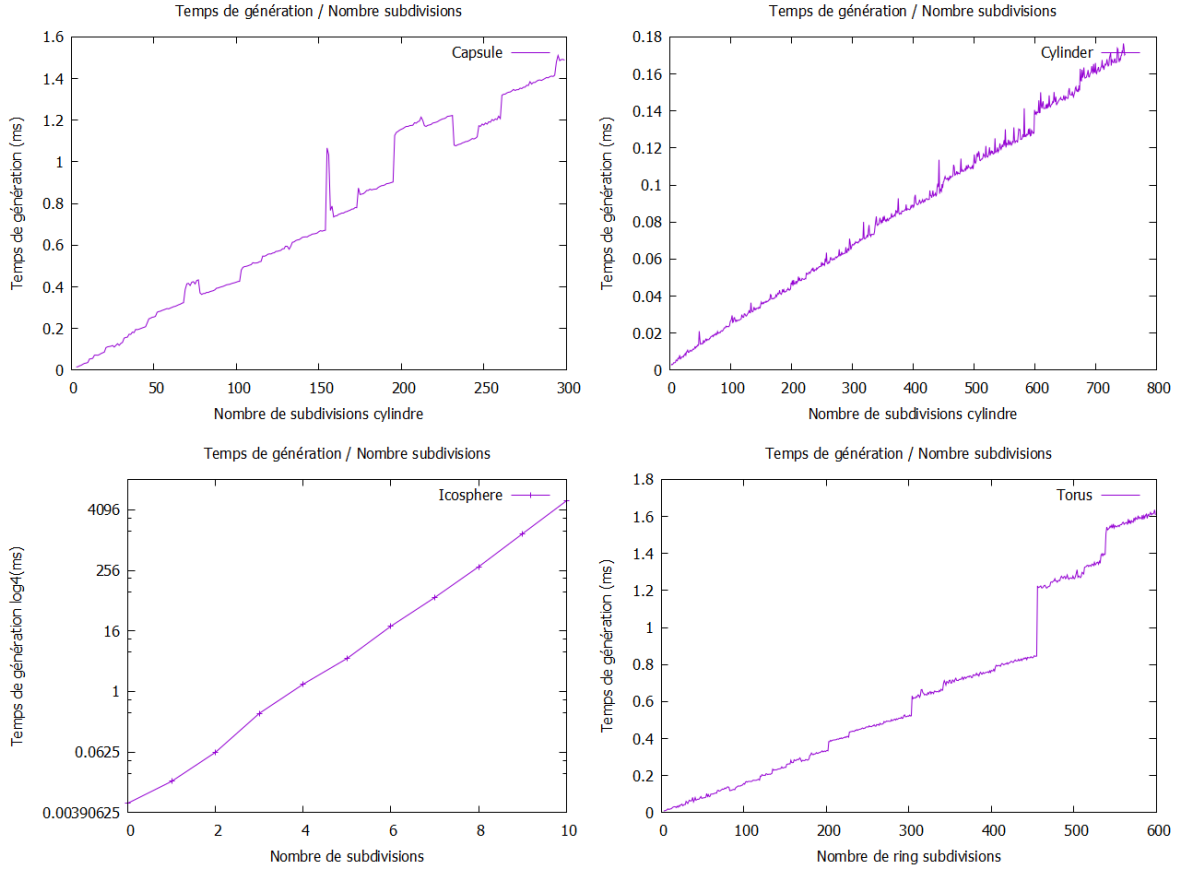 Temps de génération / Nombre subdivisions
Capsule
Temps de génération (ms)
1.6
1.4
1.2
1
0.8
0.6
0.4
0.2
0
0 50 100 150 200 250 300
Nombre de subdivisions cylindre
Temps de génération / Nombre subdivisions
Cylinder
Temps de génération (ms)
0.18
0.16
0.14
0.12
0.1
0.08
0.06
0.04
0.02
0
0 100 200 300 400 500 600 700 800
Nombre de subdivisions cylindre
Temps de génération / Nombre subdivisions
Icosphere
Temps de génération log4(ms)
4096
256
16
1
0.0625
0.00390625
0 2 4 6 8 10
Nombre de subdivisions
Temps de génération / Nombre subdivisions
Torus
Temps de génération (ms)
1.8
1.6
1.4
1.2
1
0.8
0.6
0.4
0.2
0
0 100 200 300 400 500 600
Nombre de ring subdivisions